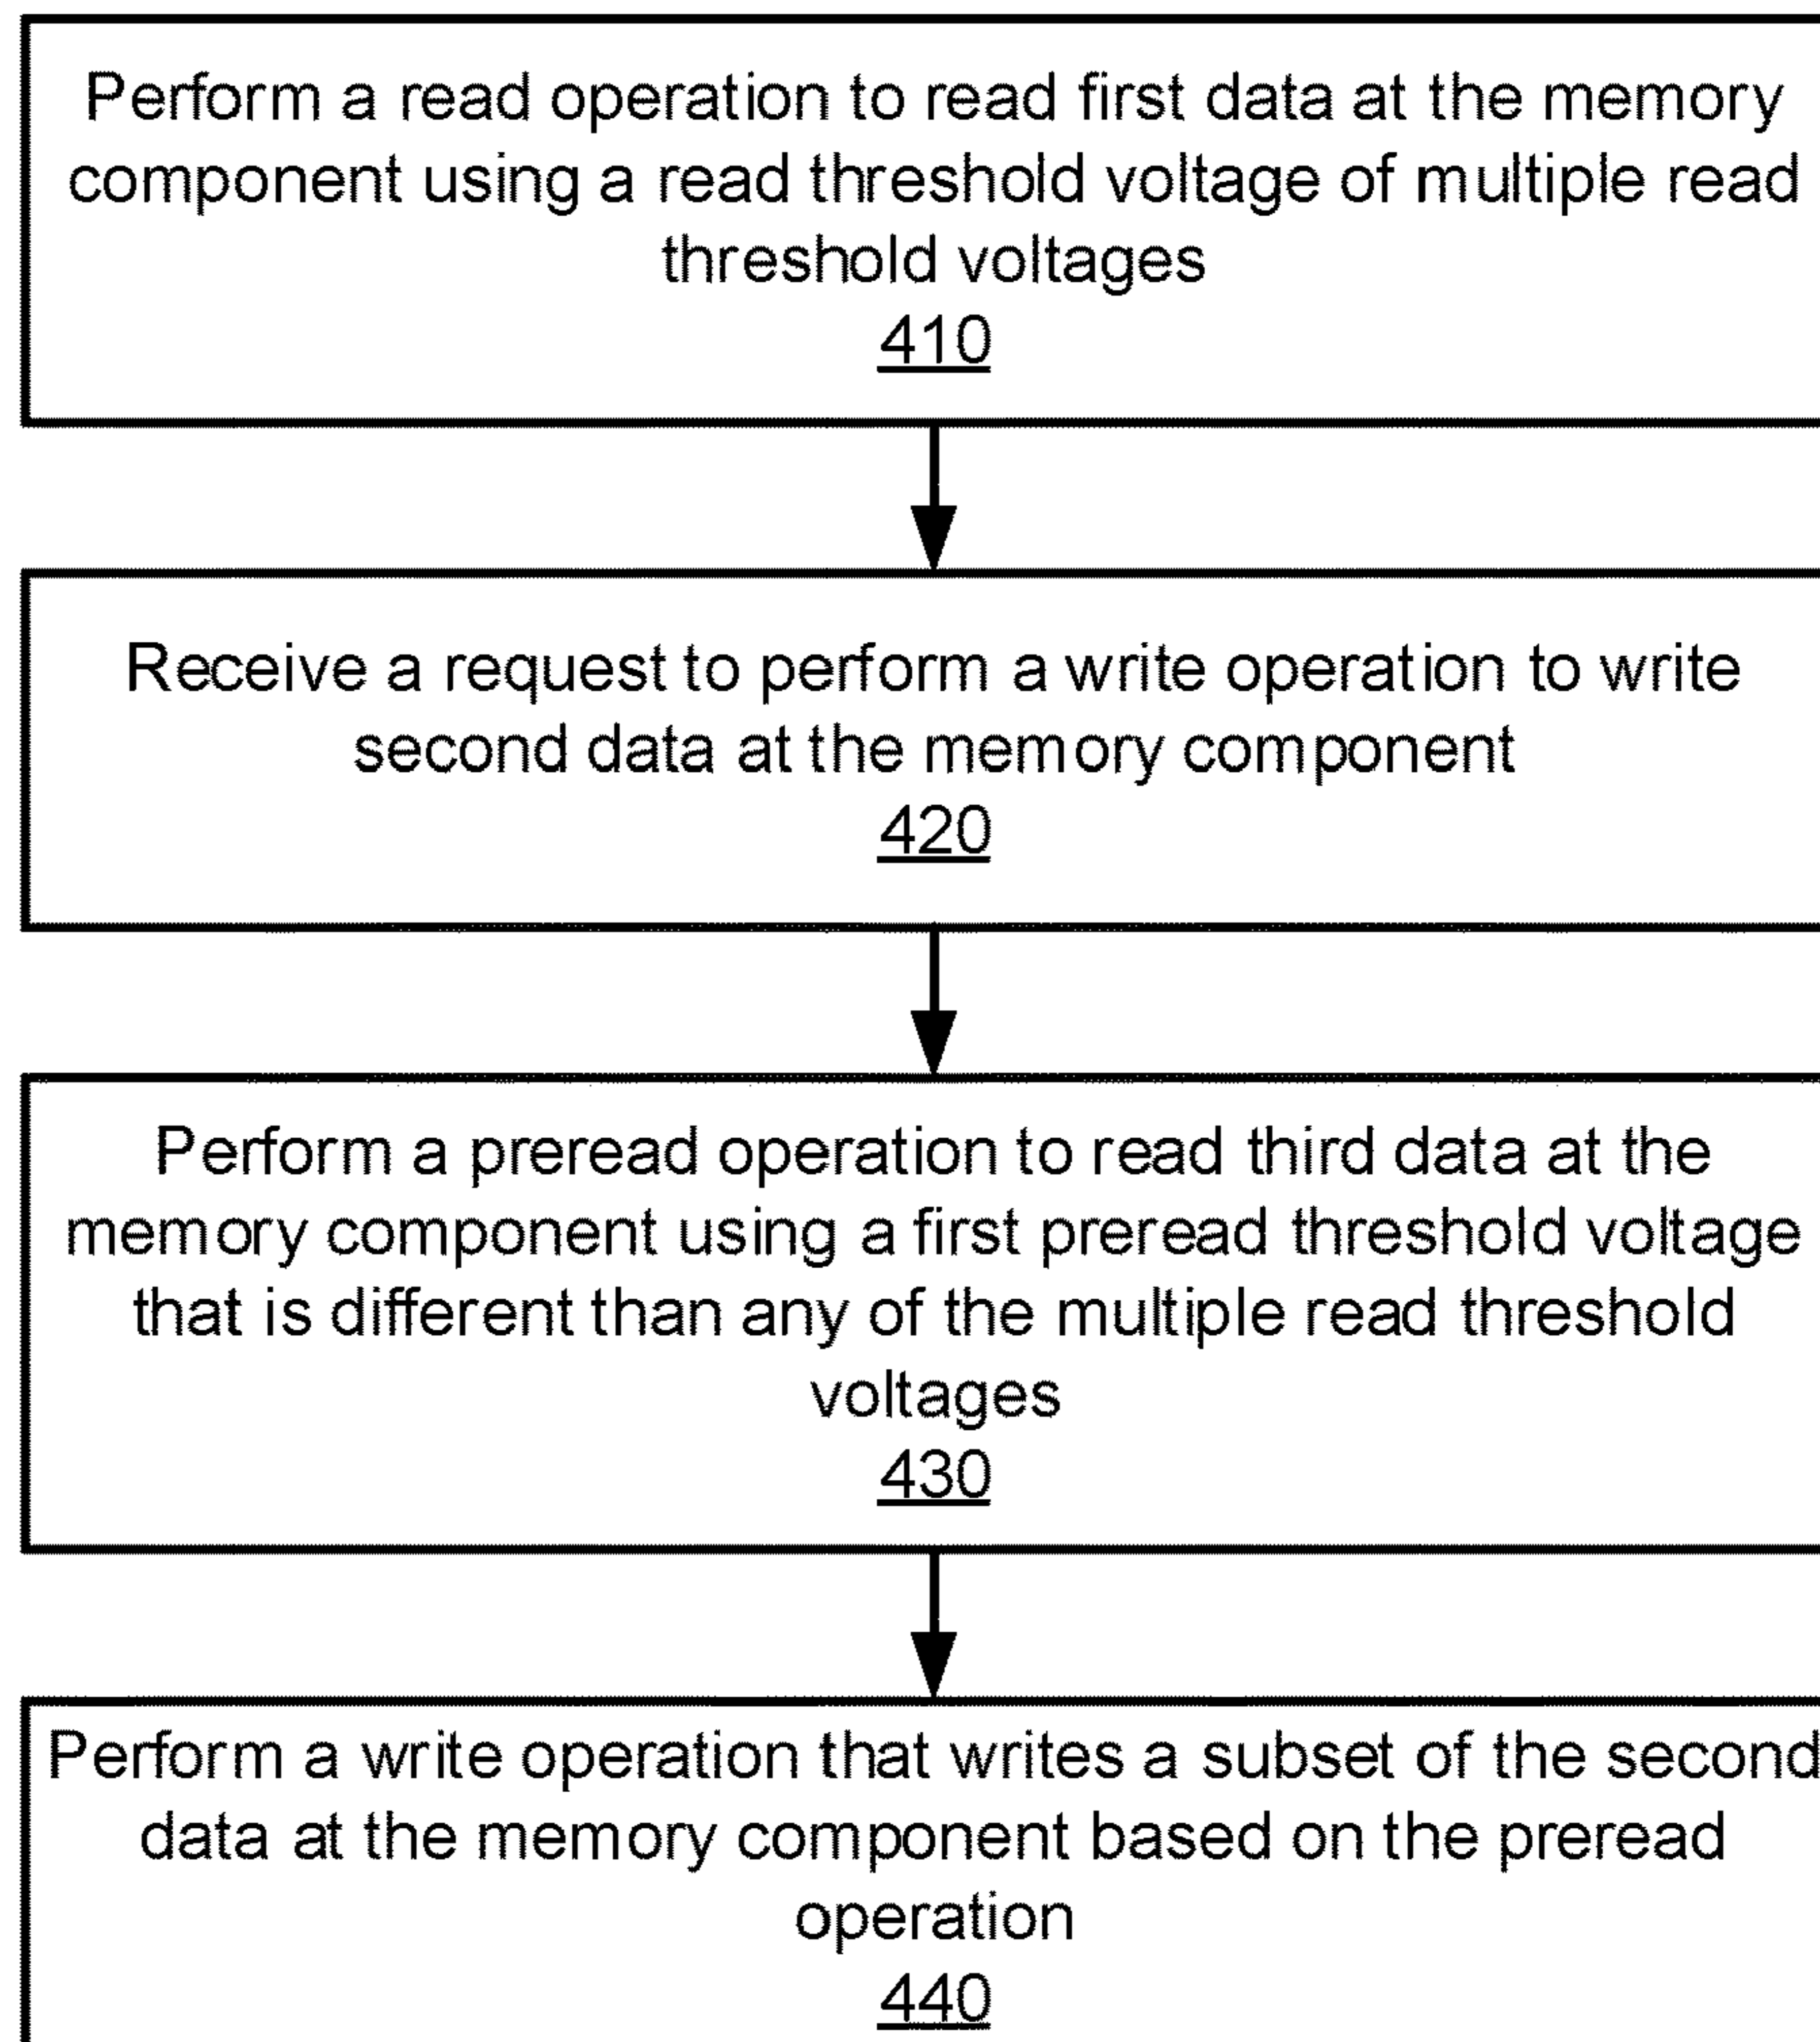 Perform a read operation to read first data at the memory
component using a read threshold voltage of multiple read
threshold voltages
410
Receive a request to perform a write operation to write
second data at the memory component
420
Perform a preread operation to read third data at the
memory component using a first preread threshold voltage
that is different than any of the multiple read threshold
voltages
430
Perform a write operation that writes a subset of the second
data at the memory component based on the preread
operation
440